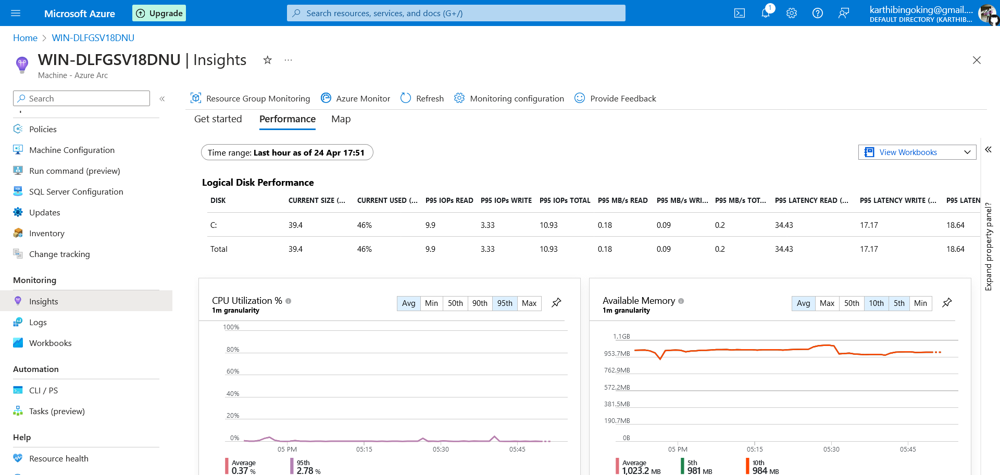 Microsoft Azure
Upgrade
Search resources, services, and docs (G+/)
1
karthibingoking@gmail....
DEFAULT DIRECTORY (KARTHIB...
Home > WIN-DLFGSV18DNU
WIN-DLFGSV18DNU | Insights
...
Machine - Azure Arc
Search
«
Resource Group Monitoring
Azure Monitor
Refresh
Monitoring configuration
Provide Feedback
Get started
Performance
Map
Policies
Machine Configuration
Run command (preview)
SQL Server Configuration
Updates
Inventory
Change tracking
Monitoring
Insights
Logs
Workbooks
Automation
CLI / PS
Tasks (preview)
Help
Resource health
Time range: Last hour as of 24 Apr 17:51
View Workbooks
«
Expand property panel?
Logical Disk Performance
DISK CURRENT SIZE (... CURRENT USED (... P95 IOPs READ P95 IOPs WRITE P95 IOPs TOTAL P95 MB/s READ P95 MB/s WRI... P95 MB/s TOT... P95 LATENCY READ (... P95 LATENCY WRITE (... P95 LATEN
C: 39.4 46% 9.9 3.33 10.93 0.18 0.09 0.2 34.43 17.17 18.64
Total 39.4 46% 9.9 3.33 10.93 0.18 0.09 0.2 34.43 17.17 18.64
CPU Utilization %
1m granularity
Avg Min 50th 90th 95th Max
100%
80%
60%
40%
20%
0%
05 PM 05:15 05:30 05:45
Average 95th
0.37 % 2.78 %
Available Memory
1m granularity
Avg Max 50th 10th 5th Min
1.1GB
953.7MB
762.9MB
572.2MB
381.5MB
190.7MB
0B
05 PM 05:15 05:30 05:45
Average 5th 10th
1,023.2 MB 981 MB 984 MB